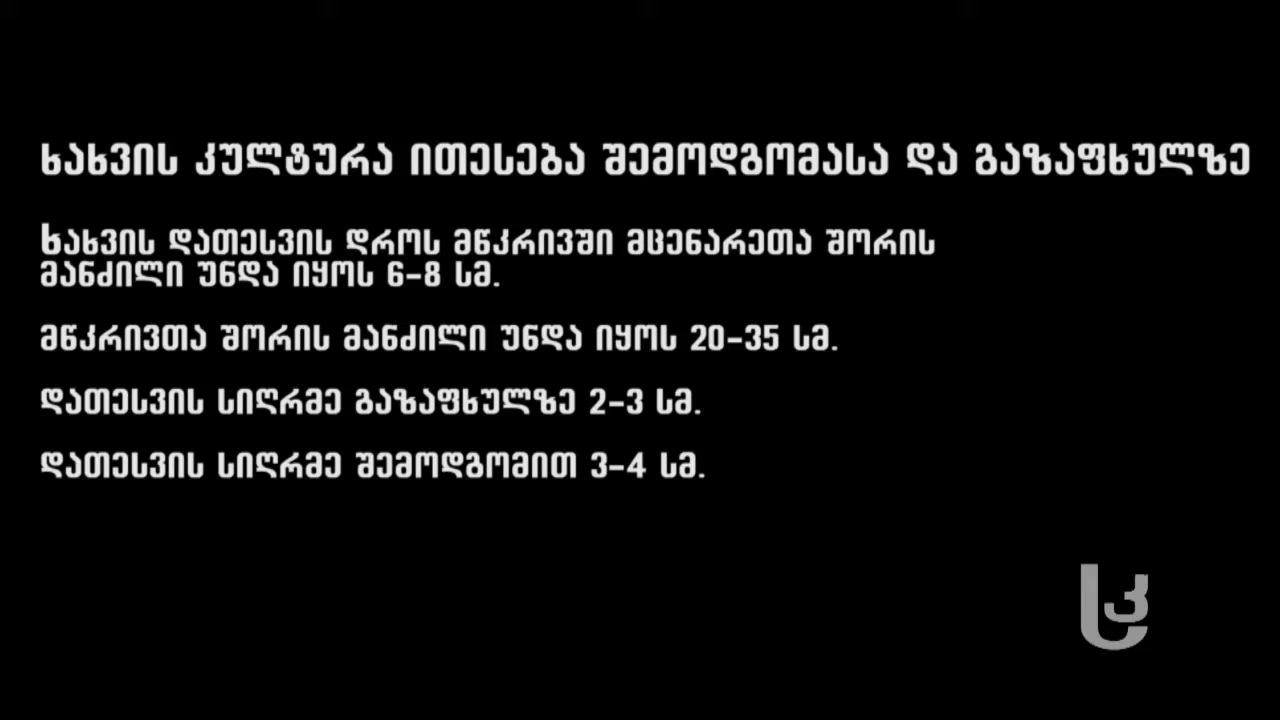 ხახვის კულტურა ითესება შემოდგომასა და გაზაფხულზე
ხახვის დათესვის დროს მწკრივში მცენარეთა შორის
მანძილი უნდა იყოს 6-8 სმ.
მწკრივთა შორის მანძილი უნდა იყოს 20-35 სმ.
დათესვის სიღრმე გაზაფხულზე 2-3 სმ.
დათესვის სიღრმე შემოდგომით 3-4 სმ.